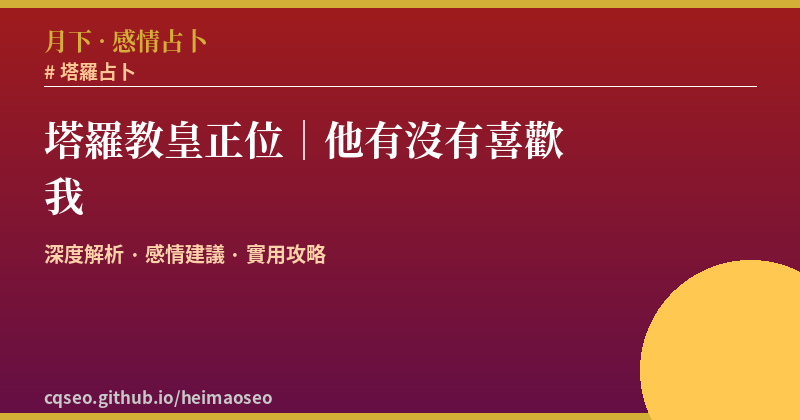 月下 · 感情占卜
# 塔羅占卜
塔羅教皇正位｜他有沒有喜歡
我
深度解析 · 感情建議 · 實用攻略
cqseo.github.io/heimaoseo